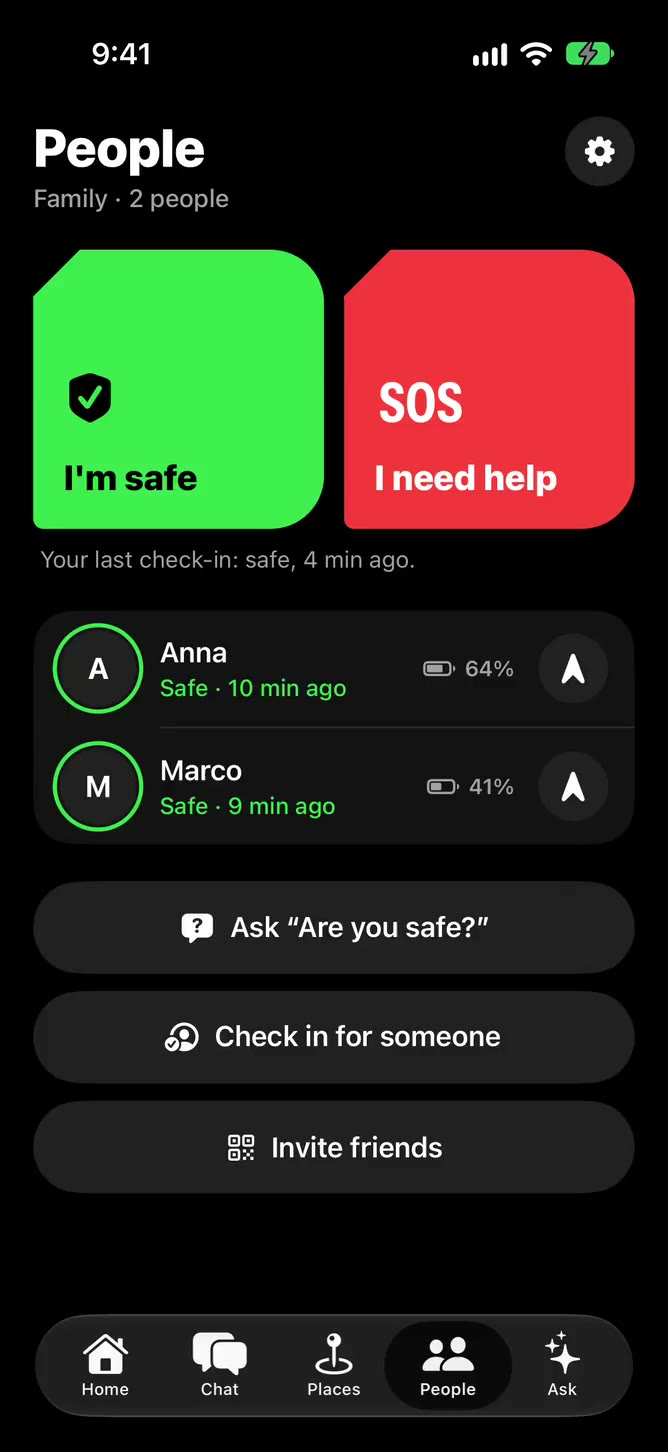 9:41
People
Family · 2 people
SOS
I'm safe
I need help
Your last check-in: safe, 4 min ago.
A
Anna
Safe · 10 min ago
64%
M
Marco
Safe · 9 min ago
41%
? Ask “Are you safe?”
Check in for someone
Invite friends
Home
Chat
Places
People
Ask